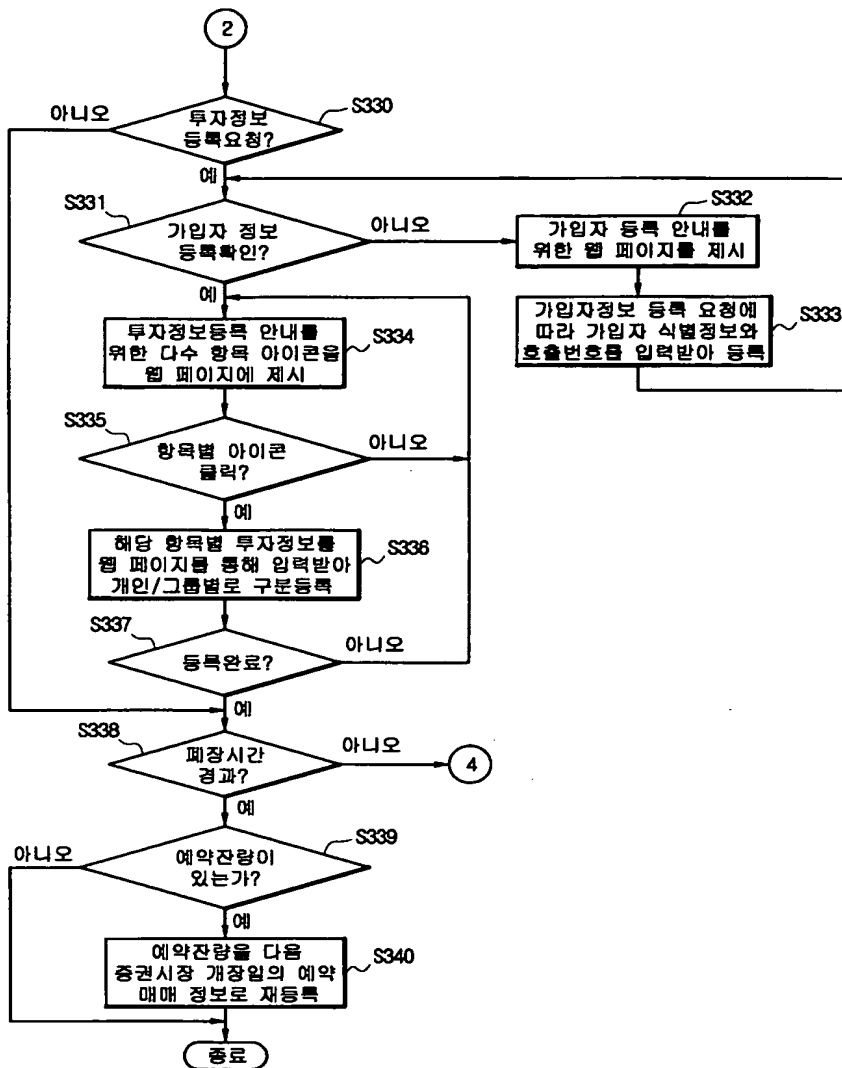 2
아니오
S330
투자정보
등록요청?
예
S331
가입자 정보
등록확인?
아니오
S332
가입자 등록 안내를
위한 웹 페이지를 제시
예
가입자정보 등록 요청에
따라 가입자 식별정보와
호출번호를 입력받아 등록
S333
투자정보등록 안내를
위한 다수 항목 아이콘을
웹 페이지에 제시
S334
S335
항목별 아이콘
클릭?
아니오
예
해당 항목별 투자정보를
웹 페이지를 통해 입력받아
개인/그룹별로 구분등록
S336
S337
등록완료?
아니오
예
S338
폐장시간
경과?
아니오
4
예
S339
아니오
예약잔량이
있는가?
예
예약잔량을 다음
증권시장 개장일의 예약
매매 정보로 재등록
S340
종료